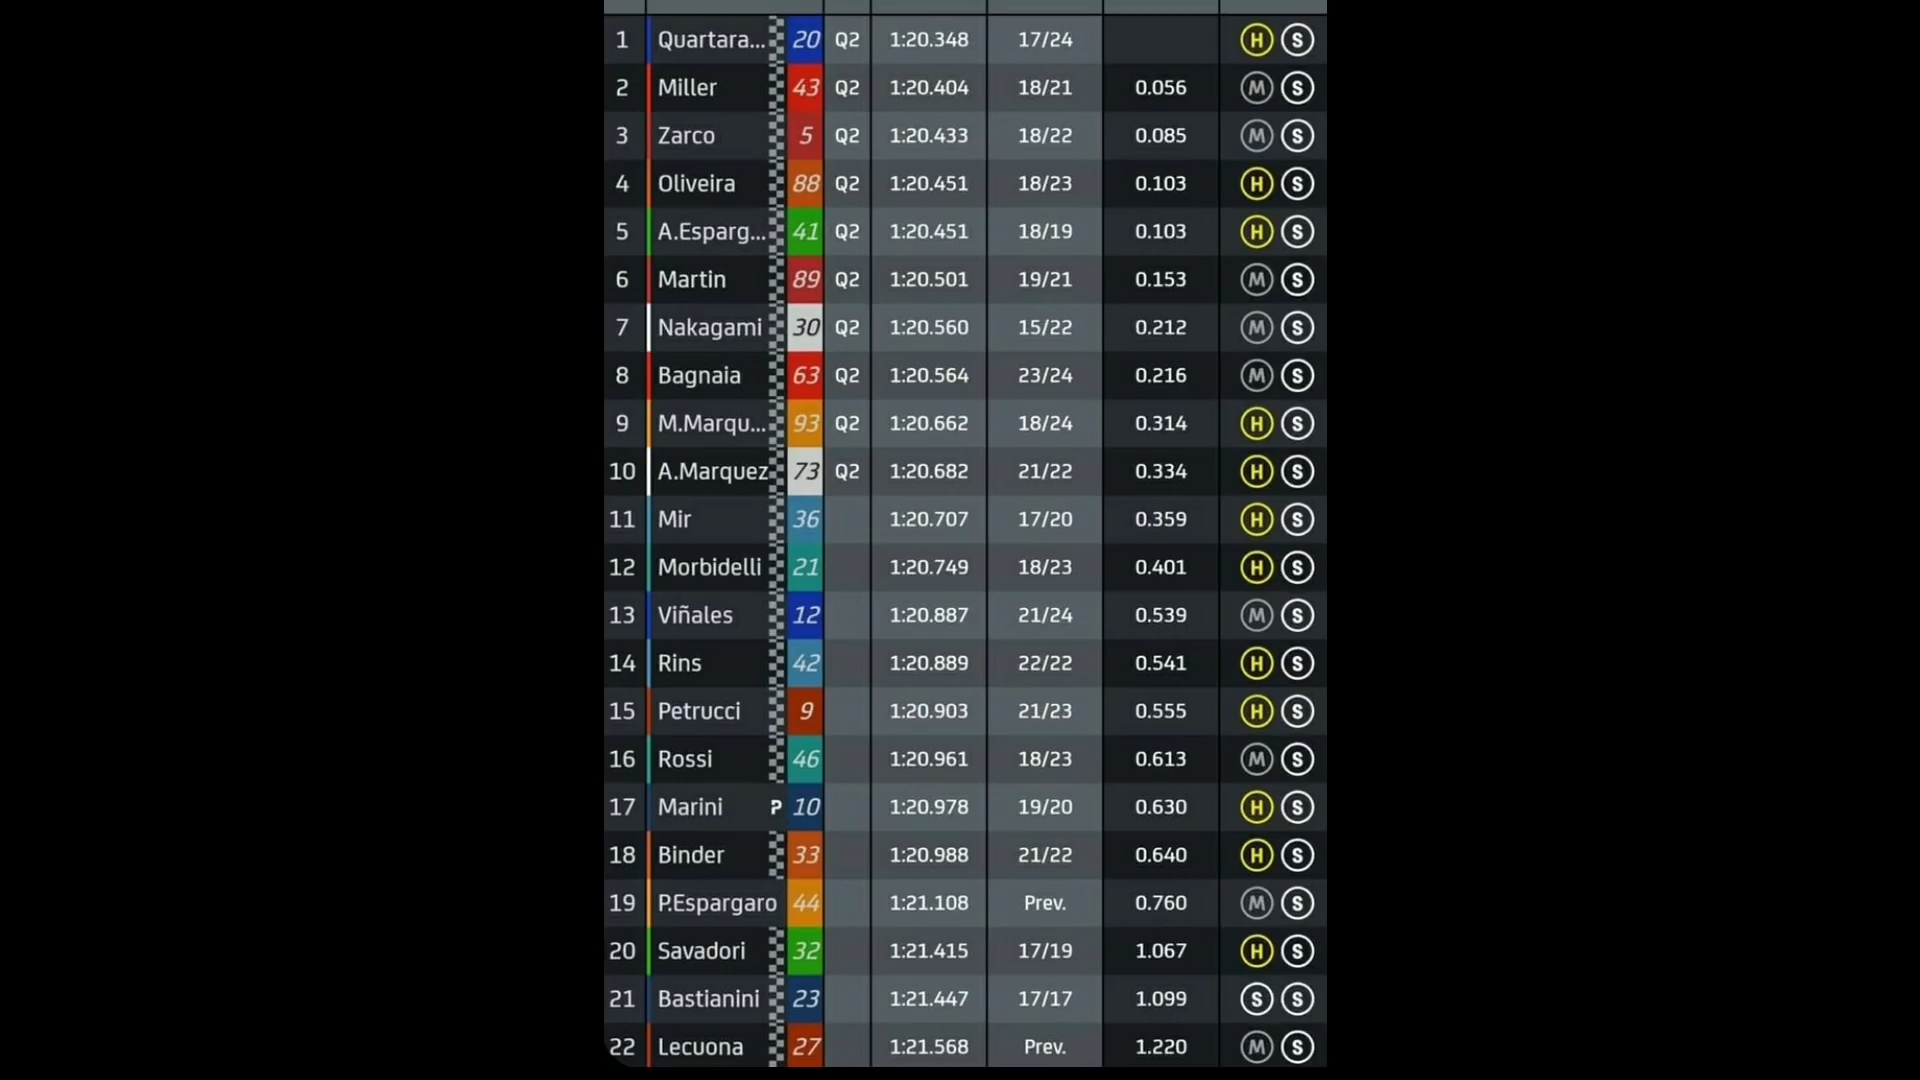 1 Quartara... 20 Q2 1:20.348 17/24 H S
2 Miller 43 Q2 1:20.404 18/21 0.056 M S
3 Zarco 5 Q2 1:20.433 18/22 0.085 M S
4 Oliveira 88 Q2 1:20.451 18/23 0.103 H S
5 A.Esparg... 41 Q2 1:20.451 18/19 0.103 H S
6 Martin 89 Q2 1:20.501 19/21 0.153 M S
7 Nakagami 30 Q2 1:20.560 15/22 0.212 M S
8 Bagnaia 63 Q2 1:20.564 23/24 0.216 M S
9 M.Marqu... 93 Q2 1:20.662 18/24 0.314 H S
10 A.Marquez 73 Q2 1:20.682 21/22 0.334 H S
11 Mir 36 1:20.707 17/20 0.359 H S
12 Morbidelli 21 1:20.749 18/23 0.401 H S
13 Viñales 12 1:20.887 21/24 0.539 M S
14 Rins 42 1:20.889 22/22 0.541 H S
15 Petrucci 9 1:20.903 21/23 0.555 H S
16 Rossi 46 1:20.961 18/23 0.613 M S
17 Marini P 10 1:20.978 19/20 0.630 H S
18 Binder 33 1:20.988 21/22 0.640 H S
19 P.Espargaro 44 1:21.108 Prev. 0.760 M S
20 Savadori 32 1:21.415 17/19 1.067 H S
21 Bastianini 23 1:21.447 17/17 1.099 S S
22 Lecuona 27 1:21.568 Prev. 1.220 M S